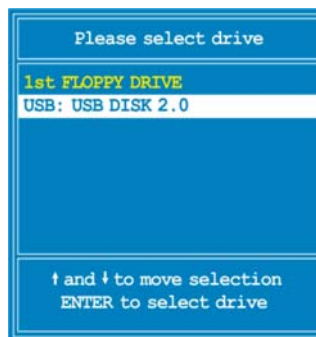 Please select drive
1st FLOPPY DRIVE
USB: USB DISK 2.0
↑ and ↓ to move selection
ENTER to select drive